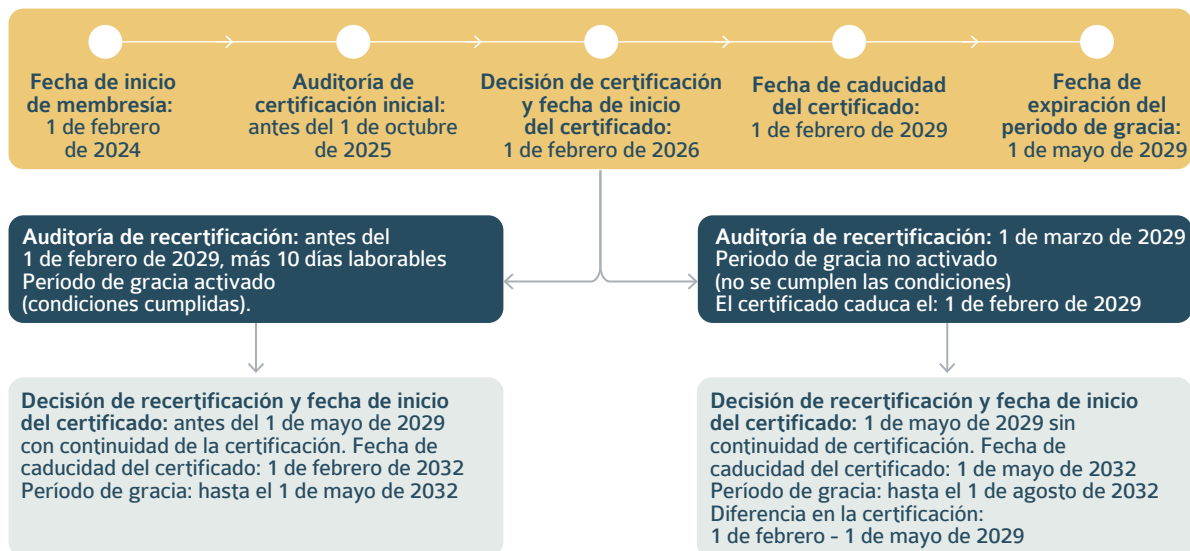 Fecha de inicio
de membresía:
1 de febrero
de 2024
Auditoría de
certificación inicial:
antes del 1 de octubre
de 2025
Decisión de certificación
y fecha de inicio
del certificado:
1 de febrero de 2026
Fecha de caducidad
del certificado:
1 de febrero de 2029
Fecha de
expiración del
periodo de gracia:
1 de mayo de 2029
Auditoría de recertificación: antes del
1 de febrero de 2029, más 10 días laborables
Período de gracia activado
(condiciones cumplidas).
Auditoría de recertificación: 1 de marzo de 2029
Periodo de gracia no activado
(no se cumplen las condiciones)
El certificado caduca el: 1 de febrero de 2029
Decisión de recertificación y fecha de inicio
del certificado: antes del 1 de mayo de 2029
con continuidad de la certificación. Fecha de
caducidad del certificado: 1 de febrero de 2032
Período de gracia: hasta el 1 de mayo de 2032
Decisión de recertificación y fecha de inicio
del certificado: 1 de mayo de 2029 sin
continuidad de certificación. Fecha de
caducidad del certificado: 1 de mayo de 2032
Período de gracia: hasta el 1 de agosto de 2032
Diferencia en la certificación:
1 de febrero - 1 de mayo de 2029